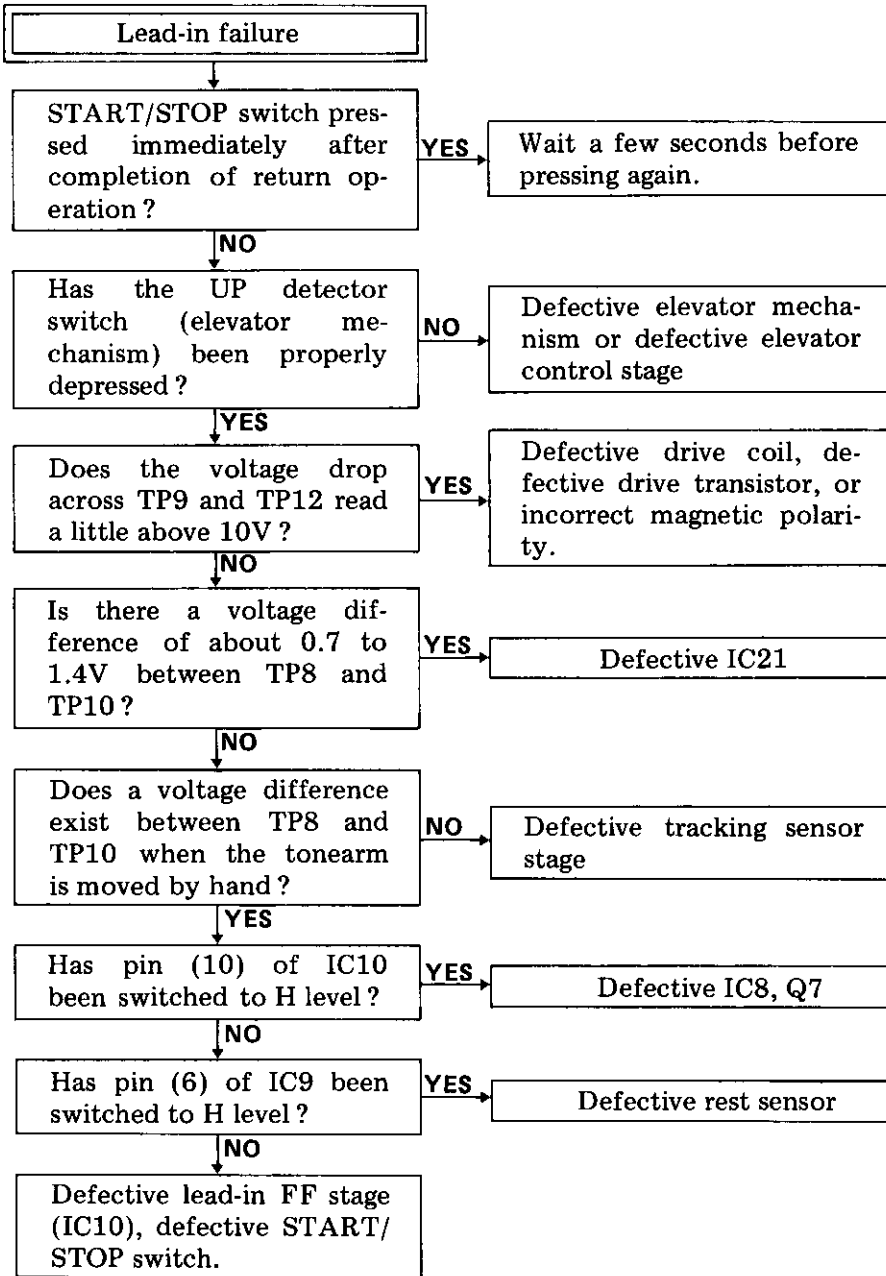 Lead-in failure
START/STOP switch pres-
sed immediately after
completion of return op-
eration?
YES
Wait a few seconds before
pressing again.
NO
Has the UP detector
switch (elevator me-
chanism) been properly
depressed?
NO
Defective elevator mecha-
nism or defective elevator
control stage
YES
Does the voltage drop
across TP9 and TP12 read
a little above 10V?
YES
Defective drive coil, de-
fective drive transistor, or
incorrect magnetic polari-
ty.
NO
Is there a voltage dif-
ference of about 0.7 to
1.4V between TP8 and
TP10?
YES
Defective IC21
NO
Does a voltage difference
exist between TP8 and
TP10 when the tonearm
is moved by hand?
NO
Defective tracking sensor
stage
YES
Has pin (10) of IC10
been switched to H level?
YES
Defective IC8, Q7
NO
Has pin (6) of IC9 been
switched to H level?
YES
Defective rest sensor
NO
Defective lead-in FF stage
(IC10), defective START/
STOP switch.